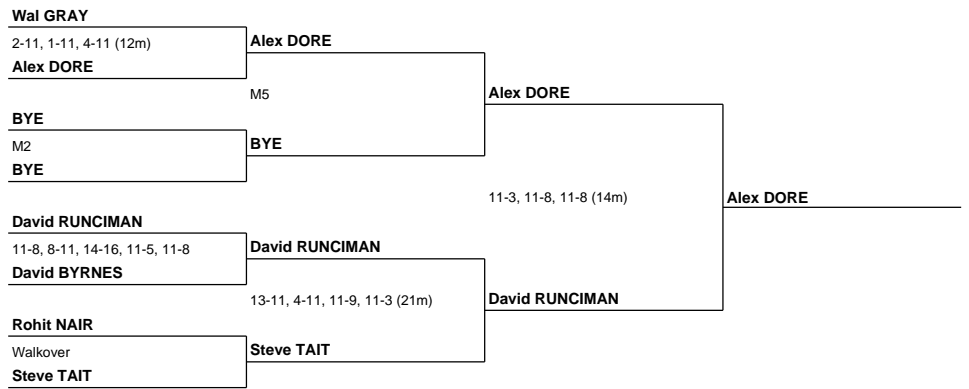 Wal GRAY
2-11, 1-11, 4-11 (12m)
Alex DORE
Alex DORE
M5
BYE
M2
BYE
BYE
Alex DORE
11-3, 11-8, 11-8 (14m)
Alex DORE
David RUNCIMAN
11-8, 8-11, 14-16, 11-5, 11-8
David BYRNES
David RUNCIMAN
13-11, 4-11, 11-9, 11-3 (21m)
David RUNCIMAN
Rohit NAIR
Walkover
Steve TAIT
Steve TAIT